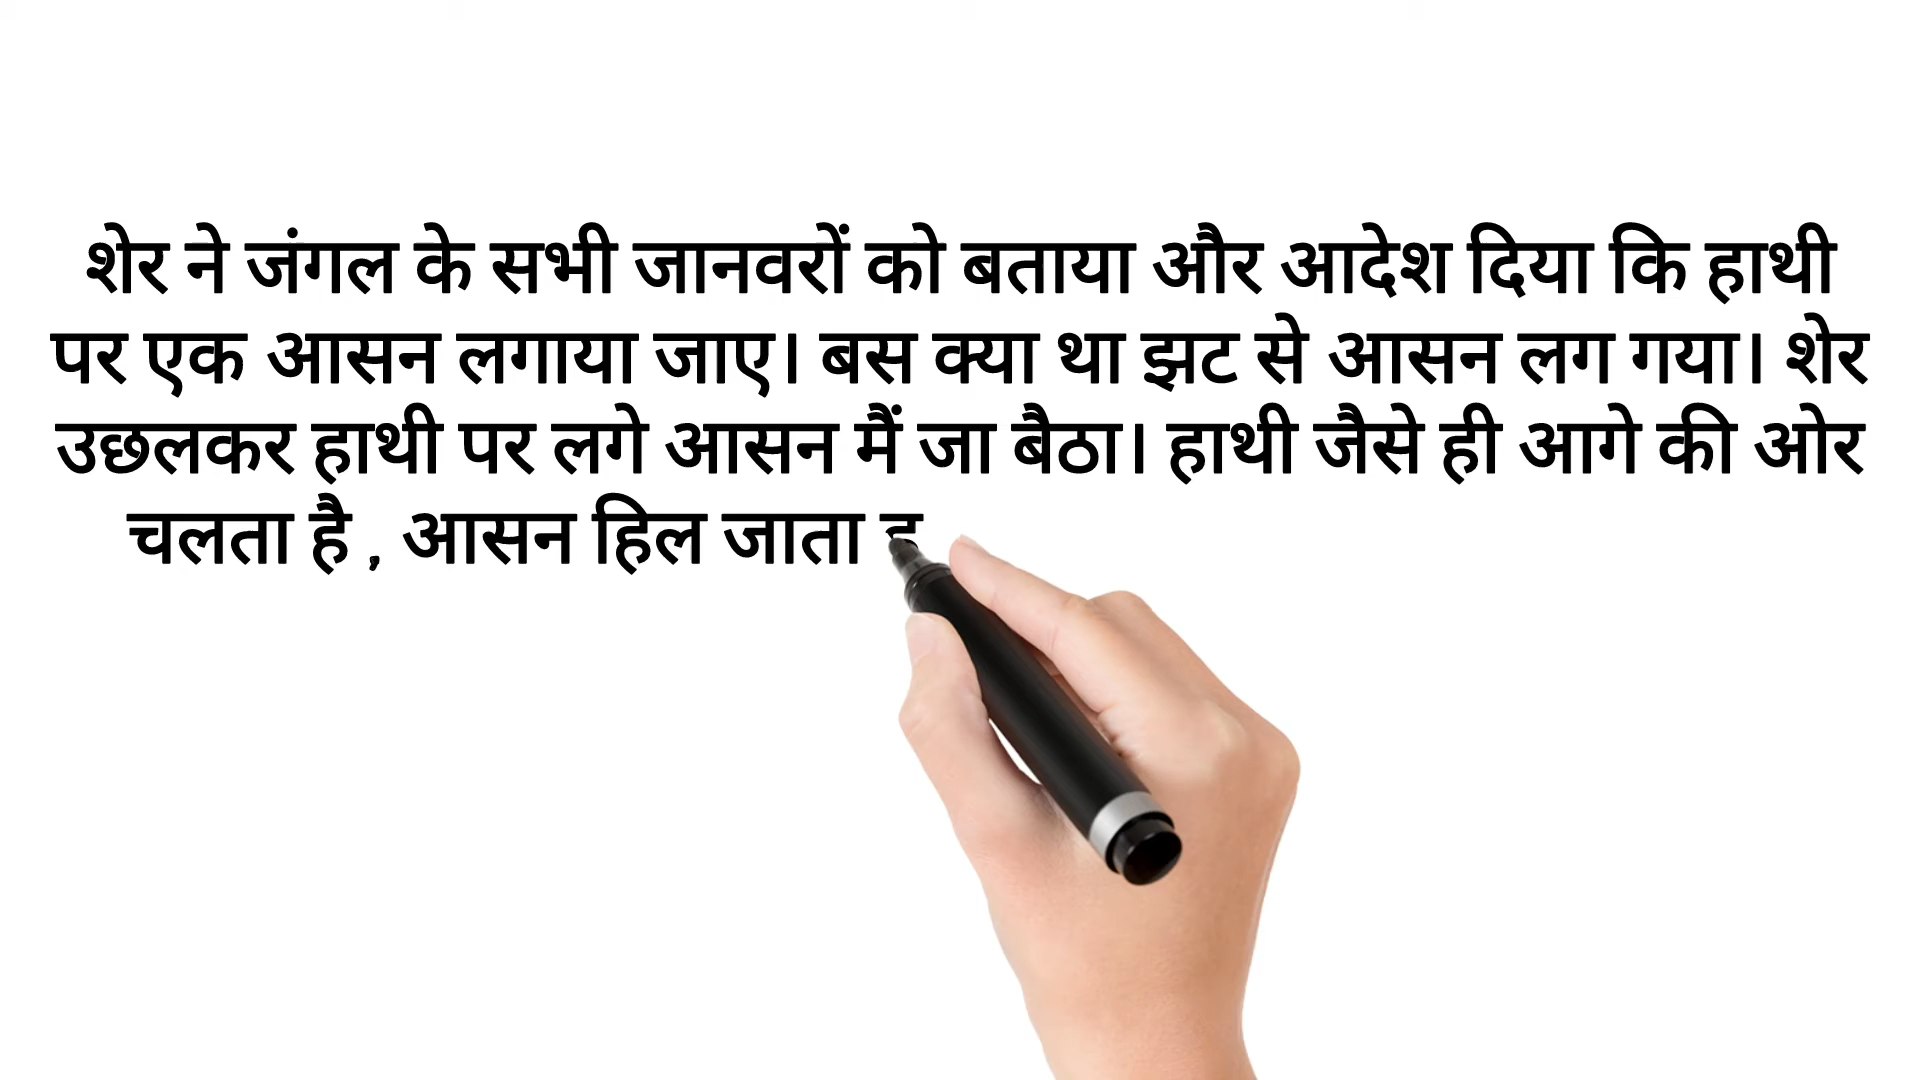 शेर ने जंगल के सभी जानवरों को बताया और आदेश दिया कि हाथी
पर एक आसन लगाया जाए। बस क्या था झट से आसन लग गया। शेर
उछलकर हाथी पर लगे आसन मैं जा बैठा। हाथी जैसे ही आगे की ओर
चलता है , आसन हिल जाता